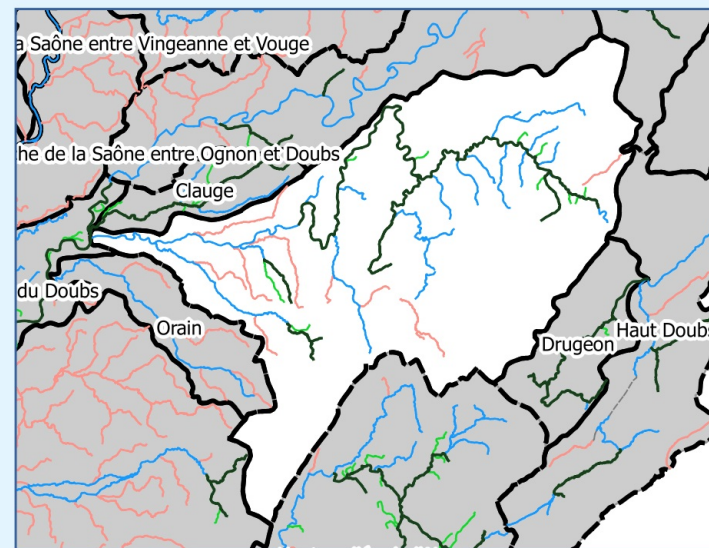 a Saône entre Vingeanne et Vouge
he de la Saône entre Ognon et Doubs
Clauge
du Doubs
Orain
Haut Doubs
Drugeon